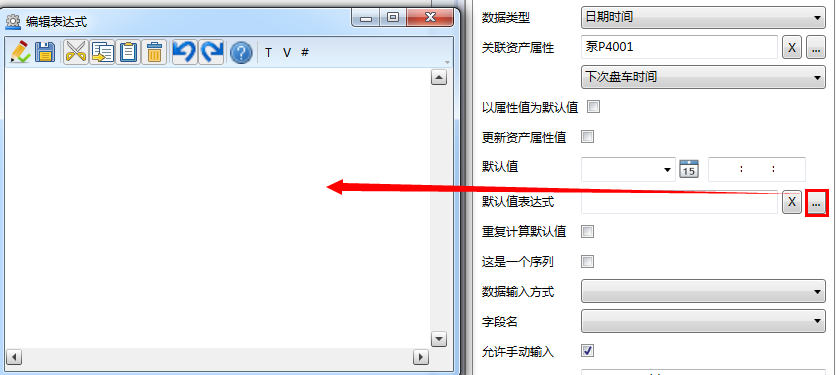 编辑表达式
T V #
数据类型 日期时间
关联资产属性 泵P4001 X ...
下次盘车时间
以属性值为默认值
更新资产属性值
默认值 15 : :
默认值表达式 X ...
重复计算默认值
这是一个序列
数据输入方式
字段名
允许手动输入